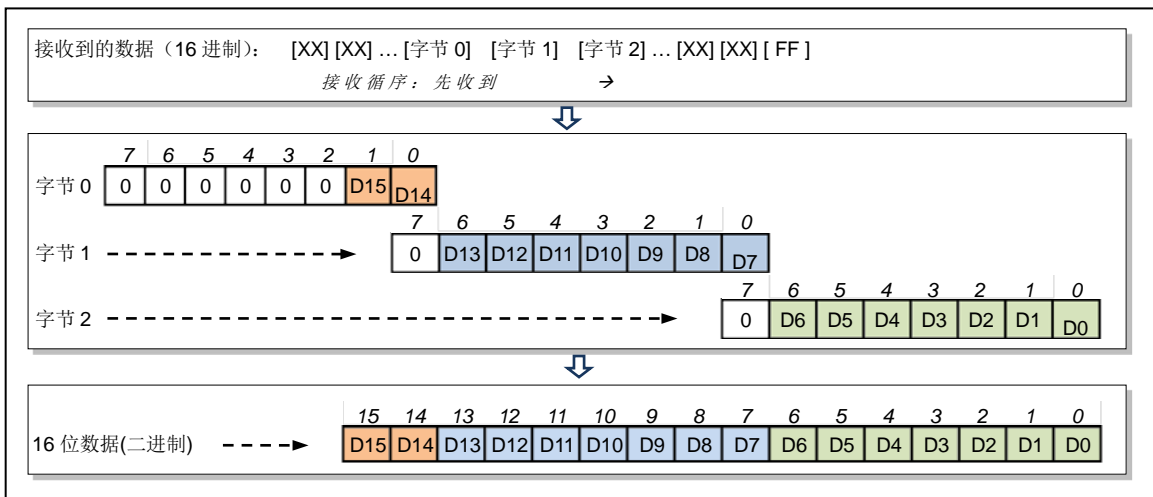 接收到的数据（16 进制）： [XX] [XX] … [字节 0] [字节 1] [字节 2] … [XX] [XX] [ FF ]
接收循序：先收到 →
7 6 5 4 3 2 1 0
字节 0 0 0 0 0 0 0 D15 D14
7 6 5 4 3 2 1 0
字节 1 0 D13 D12 D11 D10 D9 D8 D7
7 6 5 4 3 2 1 0
字节 2 0 D6 D5 D4 D3 D2 D1 D0
15 14 13 12 11 10 9 8 7 6 5 4 3 2 1 0
16 位数据(二进制) D15 D14 D13 D12 D11 D10 D9 D8 D7 D6 D5 D4 D3 D2 D1 D0